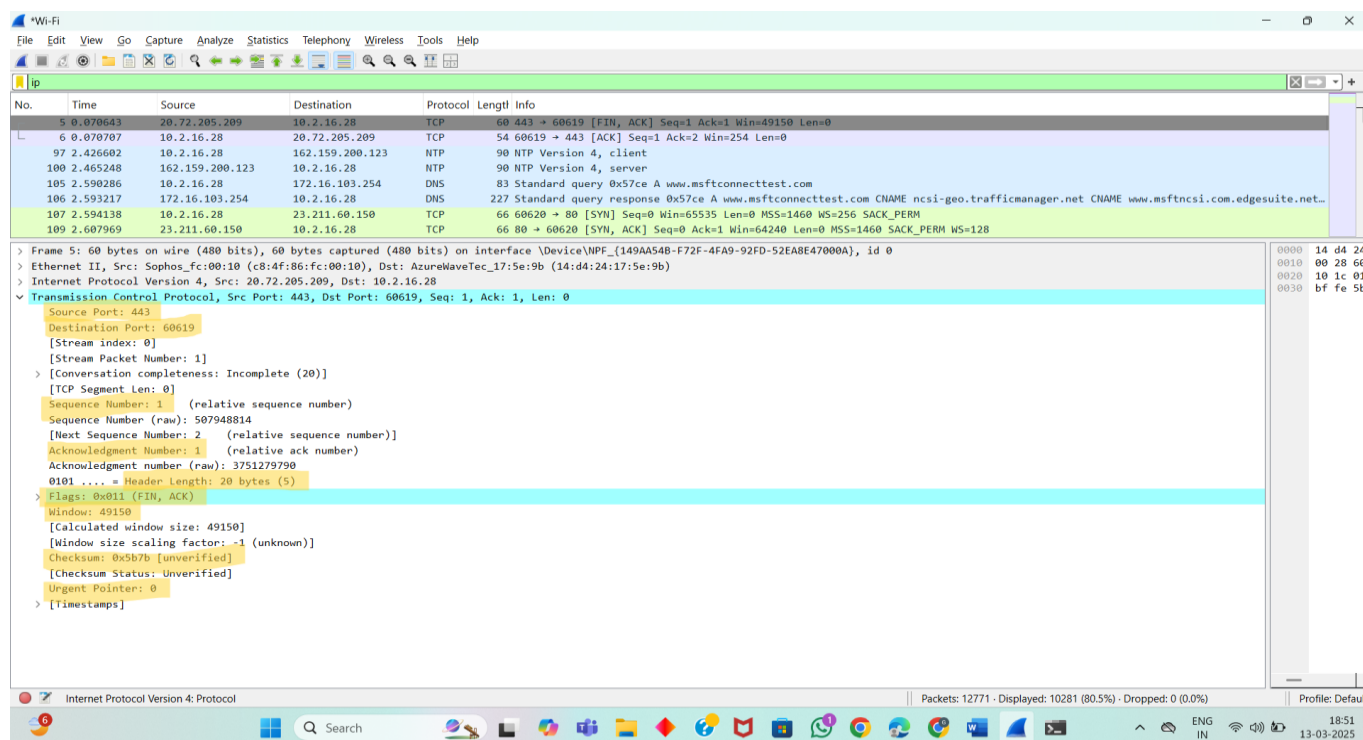 *Wi-Fi
File Edit View Go Capture Analyze Statistics Telephony Wireless Tools Help
ip
No. Time Source Destination Protocol Lengtl Info
5 0.070643 20.72.205.209 10.2.16.28 TCP 60 443 → 60619 [FIN, ACK] Seq=1 Ack=1 Win=49150 Len=0
6 0.070707 10.2.16.28 20.72.205.209 TCP 54 60619 → 443 [ACK] Seq=1 Ack=2 Win=254 Len=0
97 2.426602 10.2.16.28 162.159.200.123 NTP 90 NTP Version 4, client
100 2.465248 162.159.200.123 10.2.16.28 NTP 90 NTP Version 4, server
105 2.590286 10.2.16.28 172.16.103.254 DNS 83 Standard query 0x57ce A www.msftconnecttest.com
106 2.593217 172.16.103.254 10.2.16.28 DNS 227 Standard query response 0x57ce A www.msftconnecttest.com CNAME ncsi-geo.trafficmanager.net CNAME www.msftncsi.com.edgesuite.net...
107 2.594138 10.2.16.28 23.211.60.150 TCP 66 60620 → 80 [SYN] Seq=0 Win=65535 Len=0 MSS=1460 WS=256 SACK_PERM
109 2.607969 23.211.60.150 10.2.16.28 TCP 66 80 → 60620 [SYN, ACK] Seq=0 Ack=1 Win=64240 Len=0 MSS=1460 SACK_PERM WS=128
Frame 5: 60 bytes on wire (480 bits), 60 bytes captured (480 bits) on interface \Device\NPF_{149AA54B-F72F-4FA9-92FD-52EA8E47000A}, id 0
Ethernet II, Src: Sophos_fc:00:10 (c8:4f:86:fc:00:10), Dst: AzureWaveTec_17:5e:9b (14:d4:24:17:5e:9b)
Internet Protocol Version 4, Src: 20.72.205.209, Dst: 10.2.16.28
Transmission Control Protocol, Src Port: 443, Dst Port: 60619, Seq: 1, Ack: 1, Len: 0
Source Port: 443
Destination Port: 60619
[Stream index: 0]
[Stream Packet Number: 1]
[Conversation completeness: Incomplete (20)]
[TCP Segment Len: 0]
Sequence Number: 1 (relative sequence number)
Sequence Number (raw): 507948814
[Next Sequence Number: 2 (relative sequence number)]
Acknowledgment Number: 1 (relative ack number)
Acknowledgment number (raw): 3751279790
0101 .... = Header Length: 20 bytes (5)
Flags: 0x011 (FIN, ACK)
Window: 49150
[Calculated window size: 49150]
[Window size scaling factor: -1 (unknown)]
Checksum: 0x5b7b [unverified]
[Checksum Status: Unverified]
Urgent Pointer: 0
[Timestamps]
0000 14 d4 24
0010 00 28 60
0020 10 1c 01
0030 bf fe 5b
Internet Protocol Version 4: Protocol
Packets: 12771 · Displayed: 10281 (80.5%) · Dropped: 0 (0.0%)
Profile: Defau
6
Search
1
ENG
IN
18:51
13-03-2025